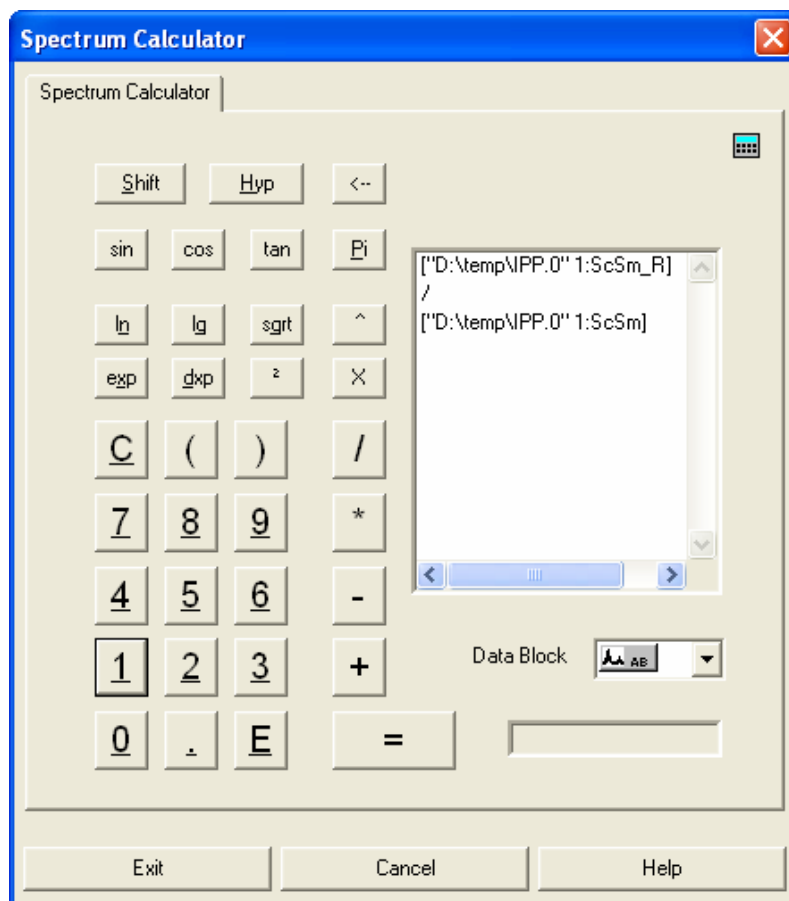 Spectrum Calculator
Spectrum Calculator
Shift Hyp <--
sin cos tan Pi
["D:\temp\IPP.0" 1:ScSm_R]
/
["D:\temp\IPP.0" 1:ScSm]
ln lg sgrt ^
exp dxp ² X
C ( ) /
7 8 9 *
4 5 6 -
1 2 3 +
Data Block AB
0 . E =
Exit Cancel Help